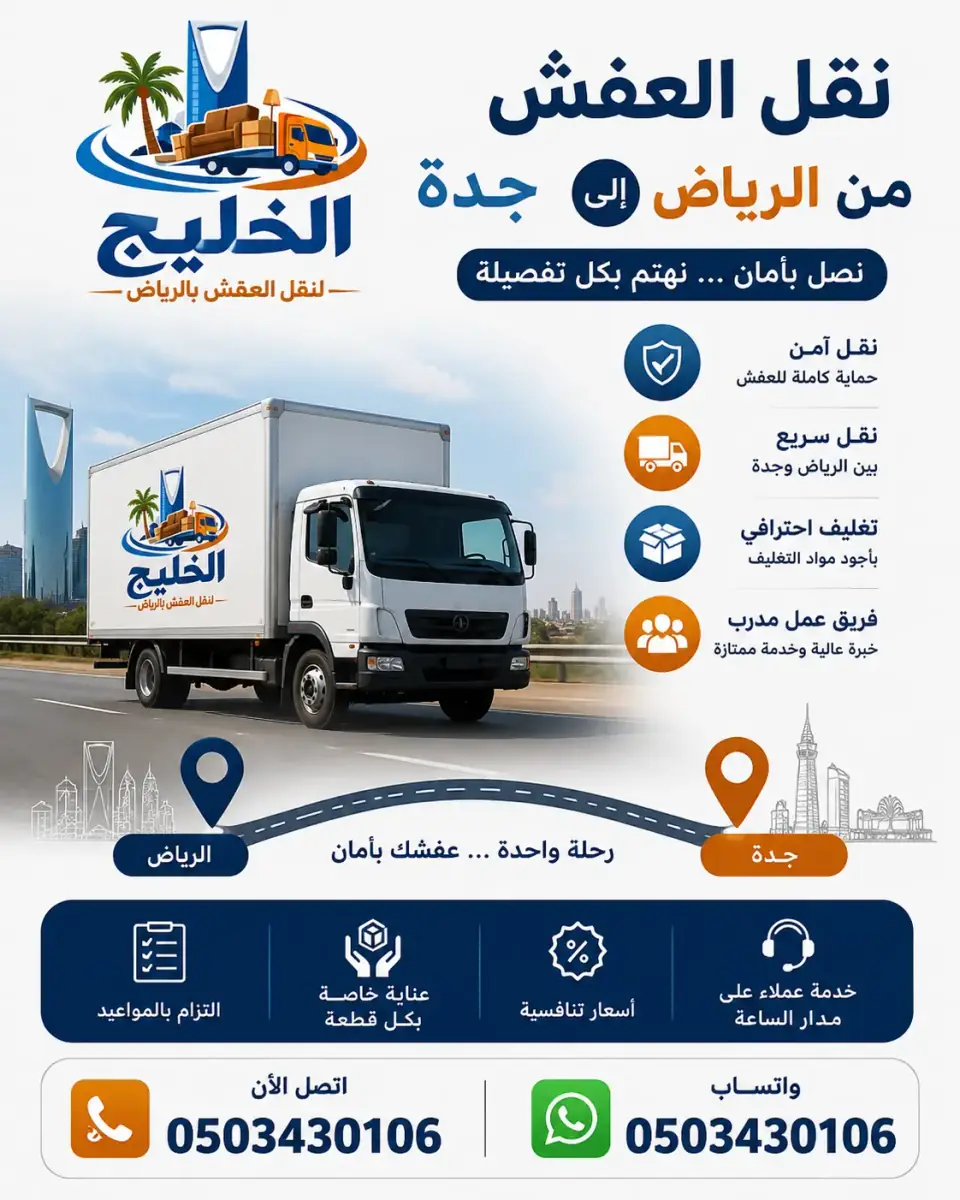 الخليج
لنقل العقش بالرياض
نقل العفش
من الرياض إلى جدة
نصل بأمان ... نهتم بكل تفصيلة
نقل آمن
حماية كاملة للعفش
نقل سريع
بين الرياض وجدة
تغليف احترافي
بأجود مواد التغليف
فريق عمل مدرب
خبرة عالية وخدمة ممتازة
الخليج
لنقل العفش بالرياض
الرياض
رحلة واحدة ... عفشك بأمان
جدة
خدمة عملاء على
مدار الساعة
أسعار تنافسية
عناية خاصة
بكل قطعة
التزام بالمواعيد
واتساب
0503430106
اتصل الأن
0503430106